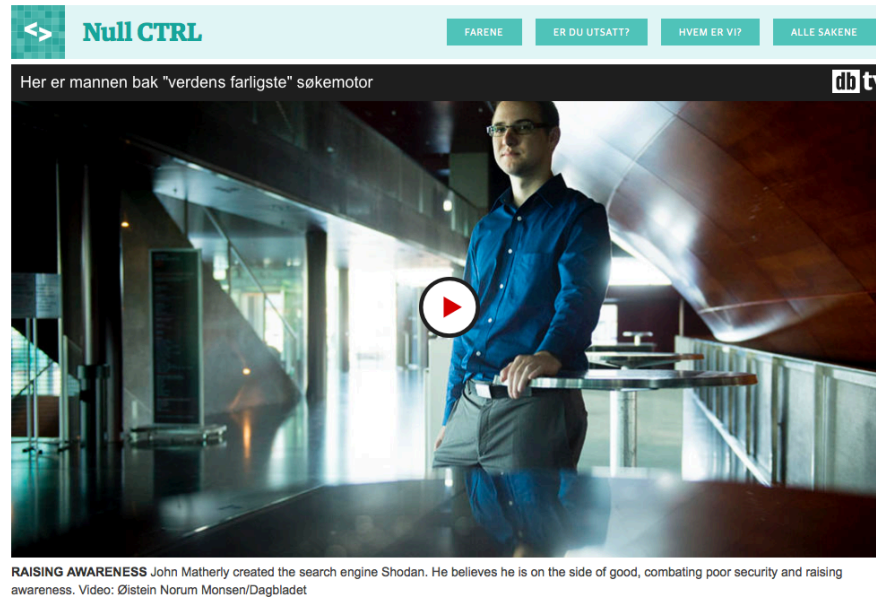 <> Null CTRL
FARENE
ER DU UTSATT?
HVEM ER VI?
ALLE SAKENE
Her er mannen bak "verdens farligste" søkemotor
db tv
RAISING AWARENESS John Matherly created the search engine Shodan. He believes he is on the side of good, combating poor security and raising
awareness. Video: Øistein Norum Monsen/Dagbladet